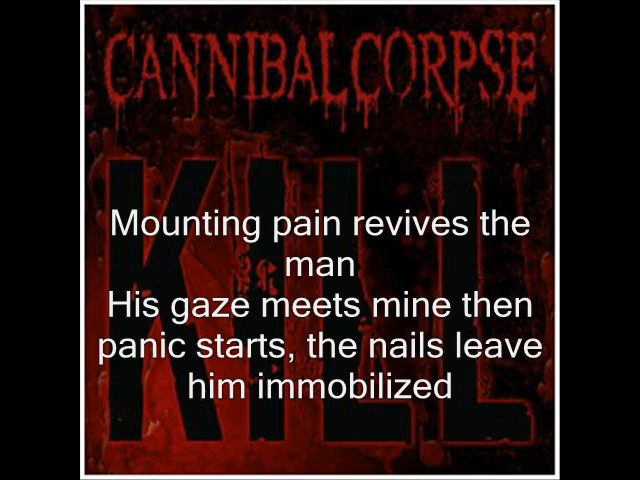 CANNIBAL CORPSE
KILL
Mounting pain revives the
man
His gaze meets mine then
panic starts, the nails leave
him immobilized